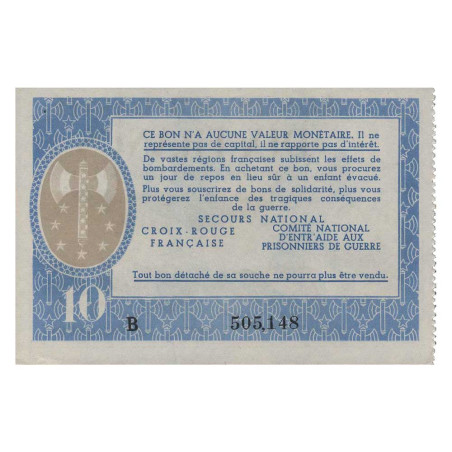 CE BON N'A AUCUNE VALEUR MONÉTAIRE. Il ne
représente pas de capital, il ne rapporte pas d'intérêt.
De vastes régions françaises subissent les effets de
bombardements. En achetant ce bon, vous procurez
un jour de repos en lieu sûr à un enfant évacué.
Plus vous souscrirez de bons de solidarité, plus vous
protégerez l'enfance des tragiques conséquences
de la guerre.
SECOURS NATIONAL
CROIX-ROUGE FRANÇAISE
COMITÉ NATIONAL D'ENTR'AIDE AUX PRISONNIERS DE GUERRE
Tout bon détaché de sa souche ne pourra plus être vendu.
10
B 505,148